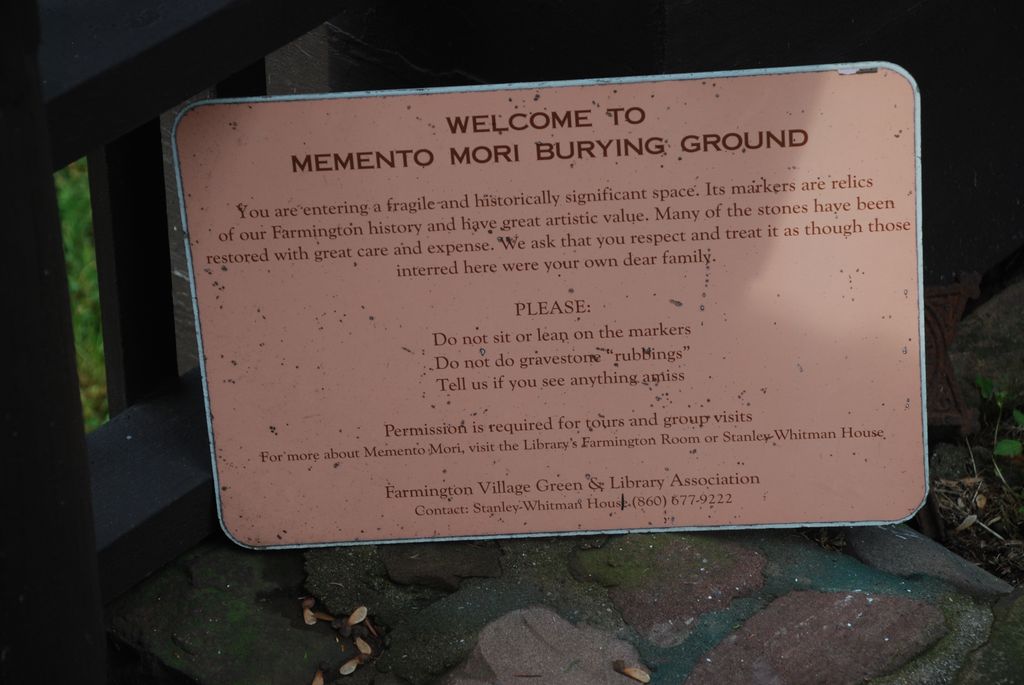 WELCOME TO
MEMENTO MORI BURYING GROUND
You are entering a fragile and historically significant space. Its markers are relics
of our Farmington history and have great artistic value. Many of the stones have been
restored with great care and expense. We ask that you respect and treat it as though those
interred here were your own dear family.
PLEASE:
Do not sit or lean on the markers
Do not do gravestone “rubbings”
Tell us if you see anything amiss
Permission is required for tours and group visits
For more about Memento Mori, visit the Library's Farmington Room or Stanley-Whitman House
Farmington Village Green & Library Association
Contact: Stanley-Whitman House (860) 677-9222